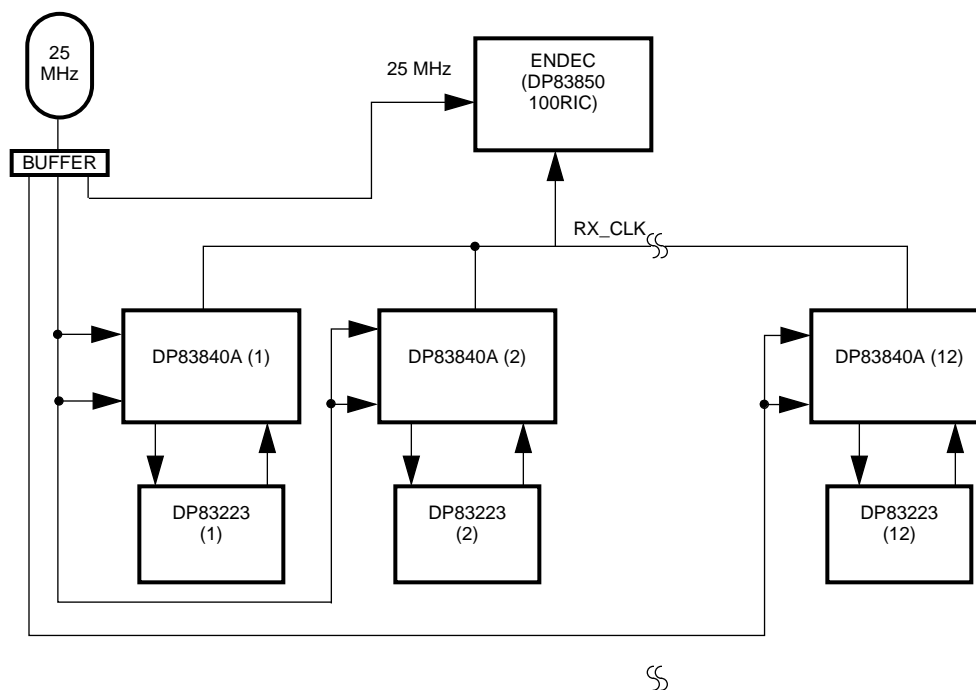 25
MHz
BUFFER
25 MHz
ENDEC
(DP83850
100RIC)
RX_CLK
DP83840A (1)
DP83840A (2)
DP83840A (12)
DP83223
(1)
DP83223
(2)
DP83223
(12)